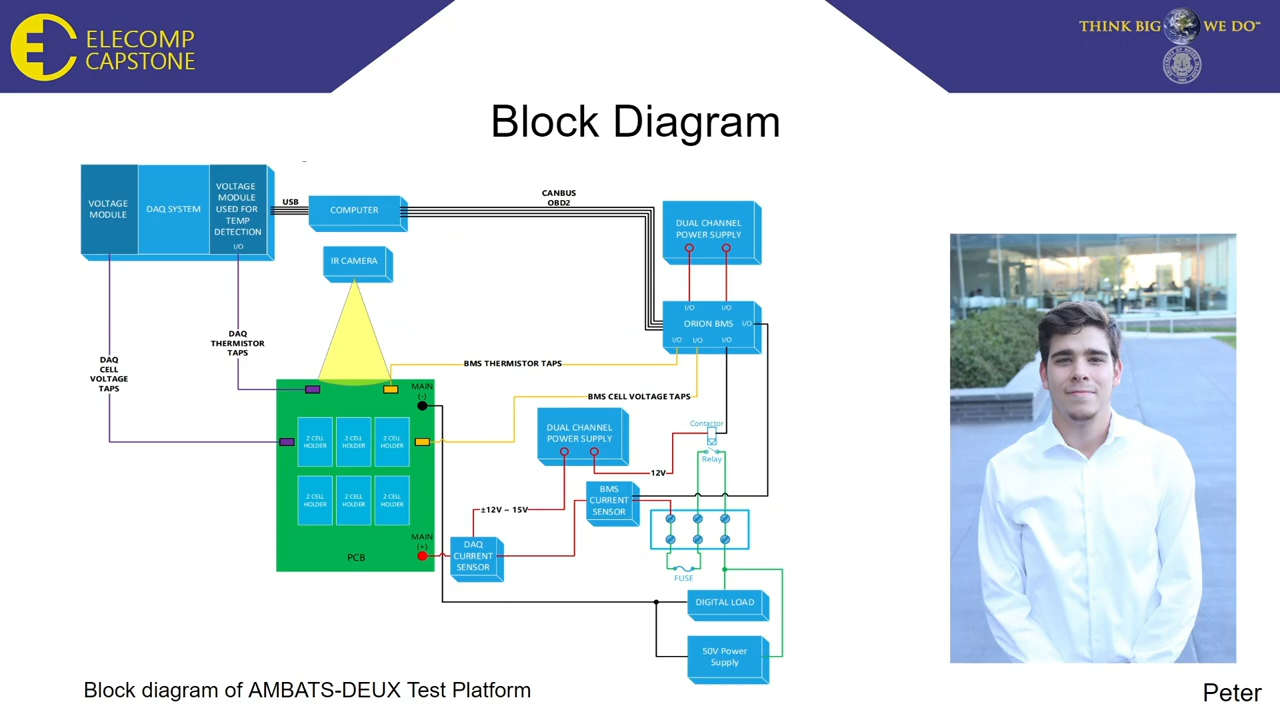 ELECOMP
CAPSTONE
THINK BIG WE DO℠
Block Diagram
VOLTAGE
MODULE
DAQ SYSTEM
VOLTAGE
MODULE
USED FOR
TEMP
DETECTION
I/O
USB
COMPUTER
CANBUS
OBD2
DUAL CHANNEL
POWER SUPPLY
IR CAMERA
I/O
I/O
ORION BMS
I/O
I/O
I/O
I/O
DAQ
THERMISTOR
TAPS
DAQ
CELL
VOLTAGE
TAPS
BMS THERMISTOR TAPS
MAIN
(-)
BMS CELL VOLTAGE TAPS
2 CELL
HOLDER
2 CELL
HOLDER
2 CELL
HOLDER
2 CELL
HOLDER
2 CELL
HOLDER
2 CELL
HOLDER
PCB
MAIN
(+)
DUAL CHANNEL
POWER SUPPLY
Contactor
Relay
12V
BMS
CURRENT
SENSOR
±12V ~ 15V
DAQ
CURRENT
SENSOR
FUSE
DIGITAL LOAD
50V Power
Supply
Block diagram of AMBATS-DEUX Test Platform
Peter